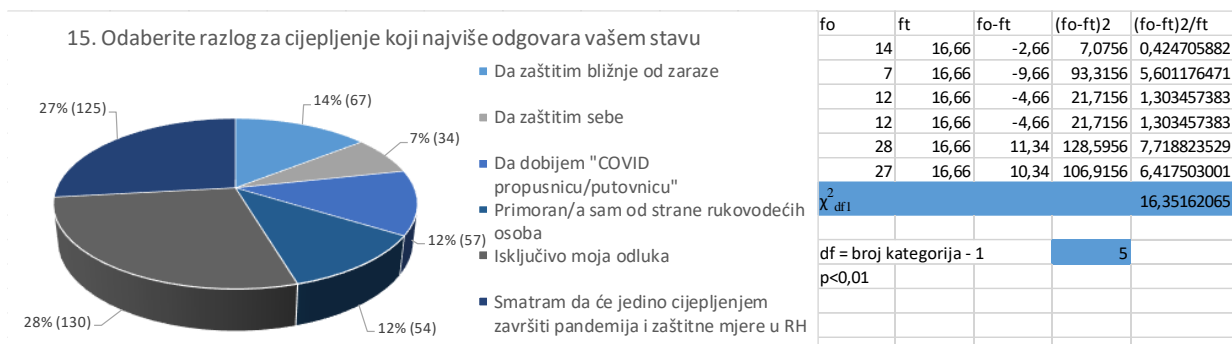 15. Odaberite razlog za cijepljenje koji najviše odgovara vašem stavu
27% (125)
14% (67)
7% (34)
12% (57)
12% (54)
28% (130)
Da zaštitim bližnje od zaraze
Da zaštitim sebe
Da dobijem "COVID
propusnicu/putovnicu"
Primoran/a sam od strane rukovodećih
osoba
Isključivo moja odluka
Smatram da će jedino cijepljenjem
završiti pandemija i zaštitne mjere u RH
fo ft fo-ft (fo-ft)2 (fo-ft)2/ft
14 16,66 -2,66 7,0756 0,424705882
7 16,66 -9,66 93,3156 5,601176471
12 16,66 -4,66 21,7156 1,303457383
12 16,66 -4,66 21,7156 1,303457383
28 16,66 11,34 128,5956 7,718823529
27 16,66 10,34 106,9156 6,417503001
χ2df1 16,35162065
df = broj kategorija - 1 5
p<0,01